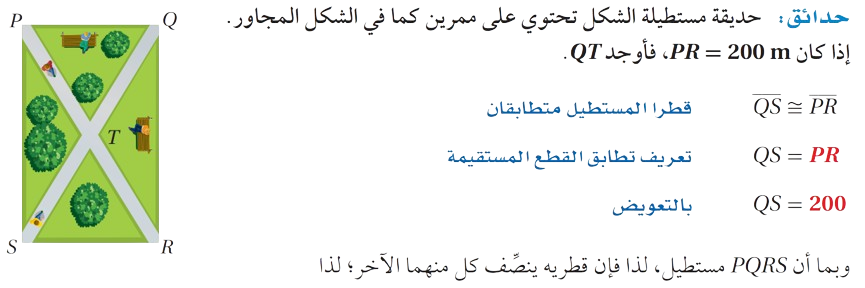 حدائق: حديقة مستطيلة الشكل تحتوي على ممرين كما في الشكل المجاور.
إذا كان PR = 200 m، فأوجد QT.
QS ≅ PR قطرا المستطيل متطابقان
QS = PR تعريف تطابق القطع المستقيمة
QS = 200 بالتعويض
وبما أن PQRS مستطيل، لذا فإن قطريه ينصِّف كل منهما الآخر؛ لذا
P Q
T
S R